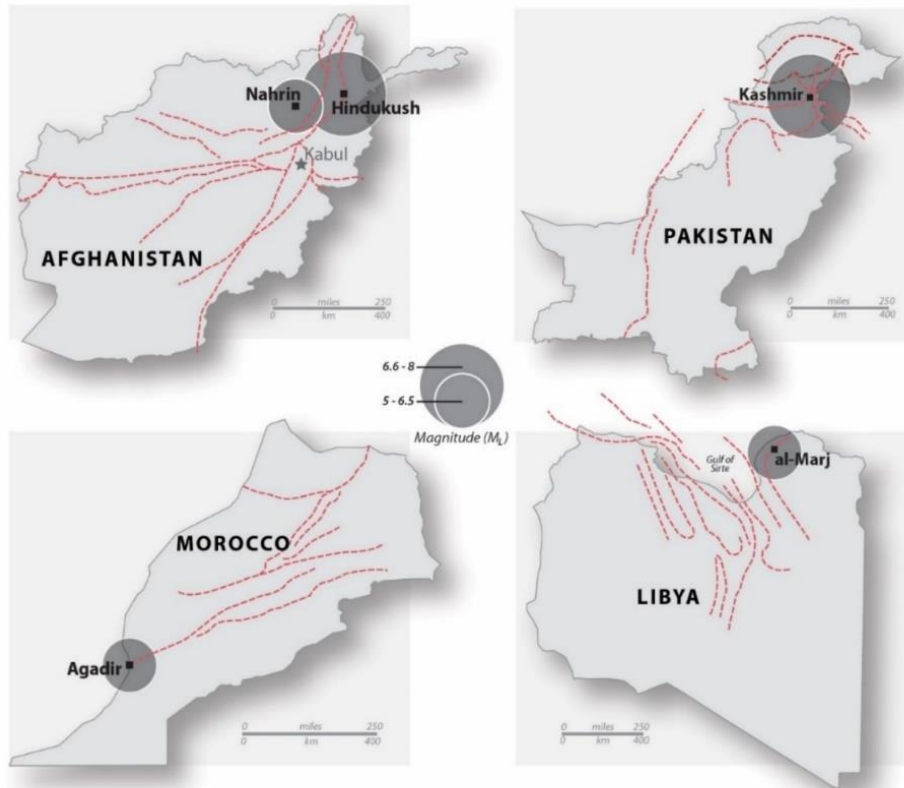 Nahrin
Hindukush
Kabul
AFGHANISTAN
0 miles 250
km 400
Kashmir
PAKISTAN
0 miles 250
0 km 400
6.6 - 8
5 - 6.5
Magnitude (ML)
MOROCCO
Agadir
0 miles 250
0 km 400
Gulf of
Sirte
al-Marj
LIBYA
0 miles 250
0 km 400